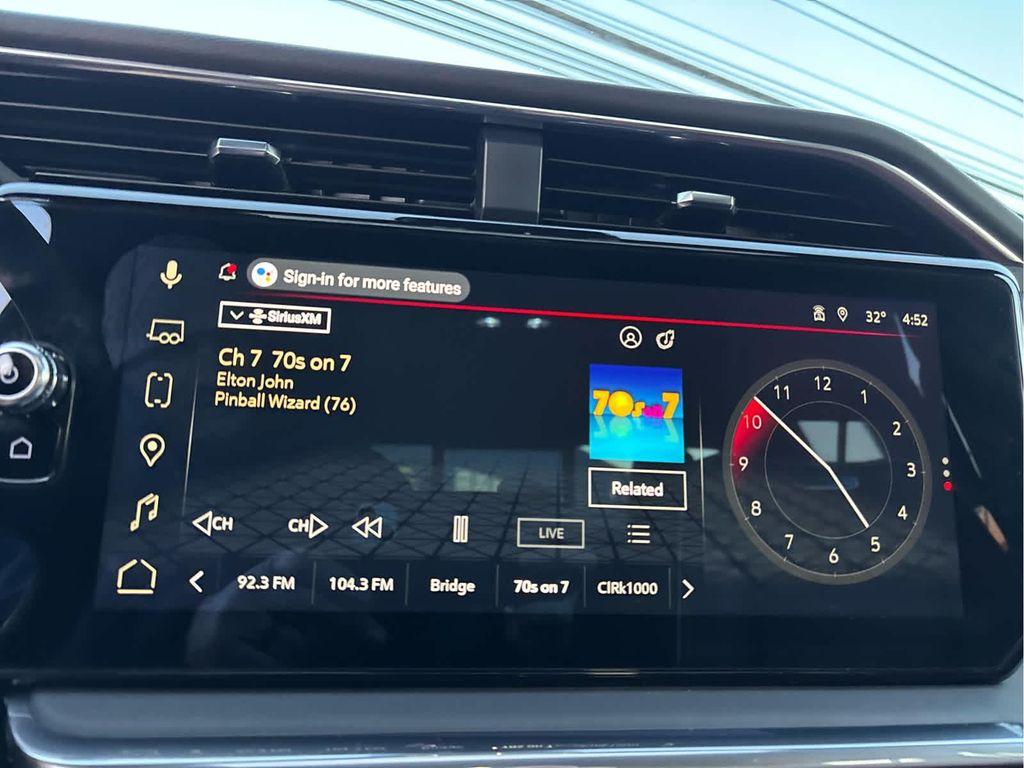 Sign-in for more features
SiriusXM
32° 4:52
Ch 7 70s on 7
Elton John
Pinball Wizard (76)
70s on 7
Related
12
1
2
3
4
5
6
7
8
9
10
11
CH
CH
LIVE
92.3 FM
104.3 FM
Bridge
70s on 7
ClRk1000